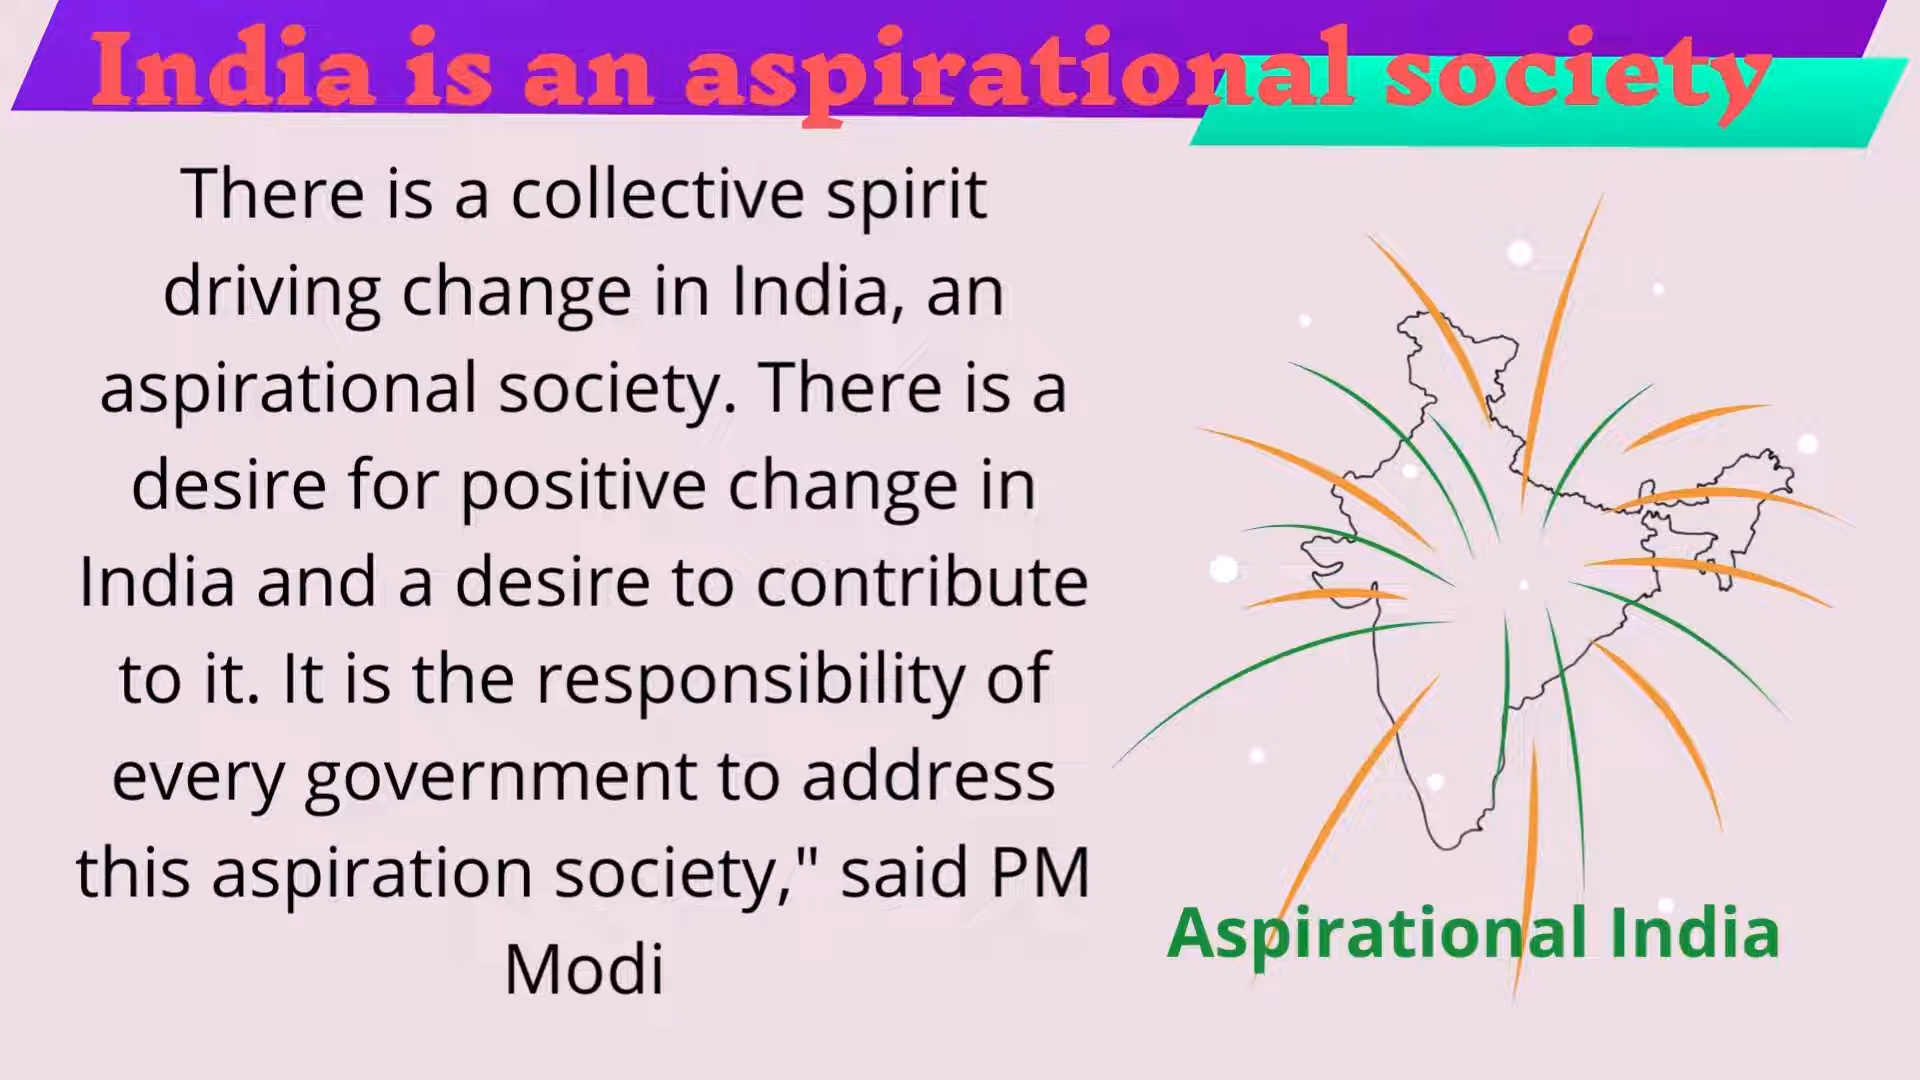 India is an aspirational society
There is a collective spirit
driving change in India, an
aspirational society. There is a
desire for positive change in
India and a desire to contribute
to it. It is the responsibility of
every government to address
this aspiration society," said PM
Modi
Aspirational India